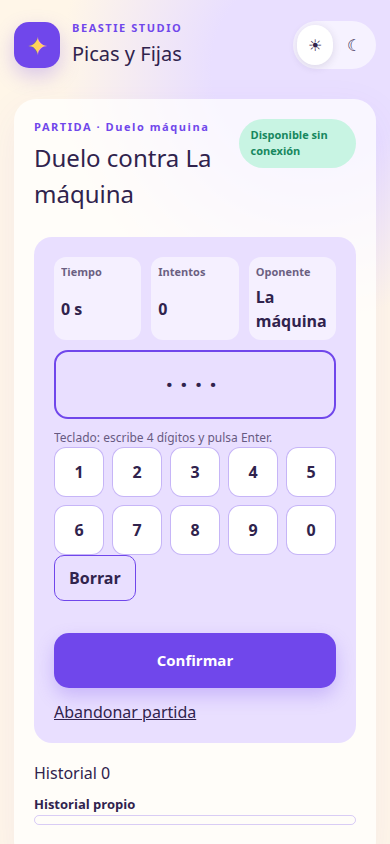 BEASTIE STUDIO
Picas y Fijas
PARTIDA · Duelo máquina
Duelo contra La
máquina
Disponible sin
conexión
Tiempo
0 s
Intentos
0
Oponente
La
máquina
• • • •
Teclado: escribe 4 dígitos y pulsa Enter.
1 2 3 4 5
6 7 8 9 0
Borrar
Confirmar
Abandonar partida
Historial 0
Historial propio